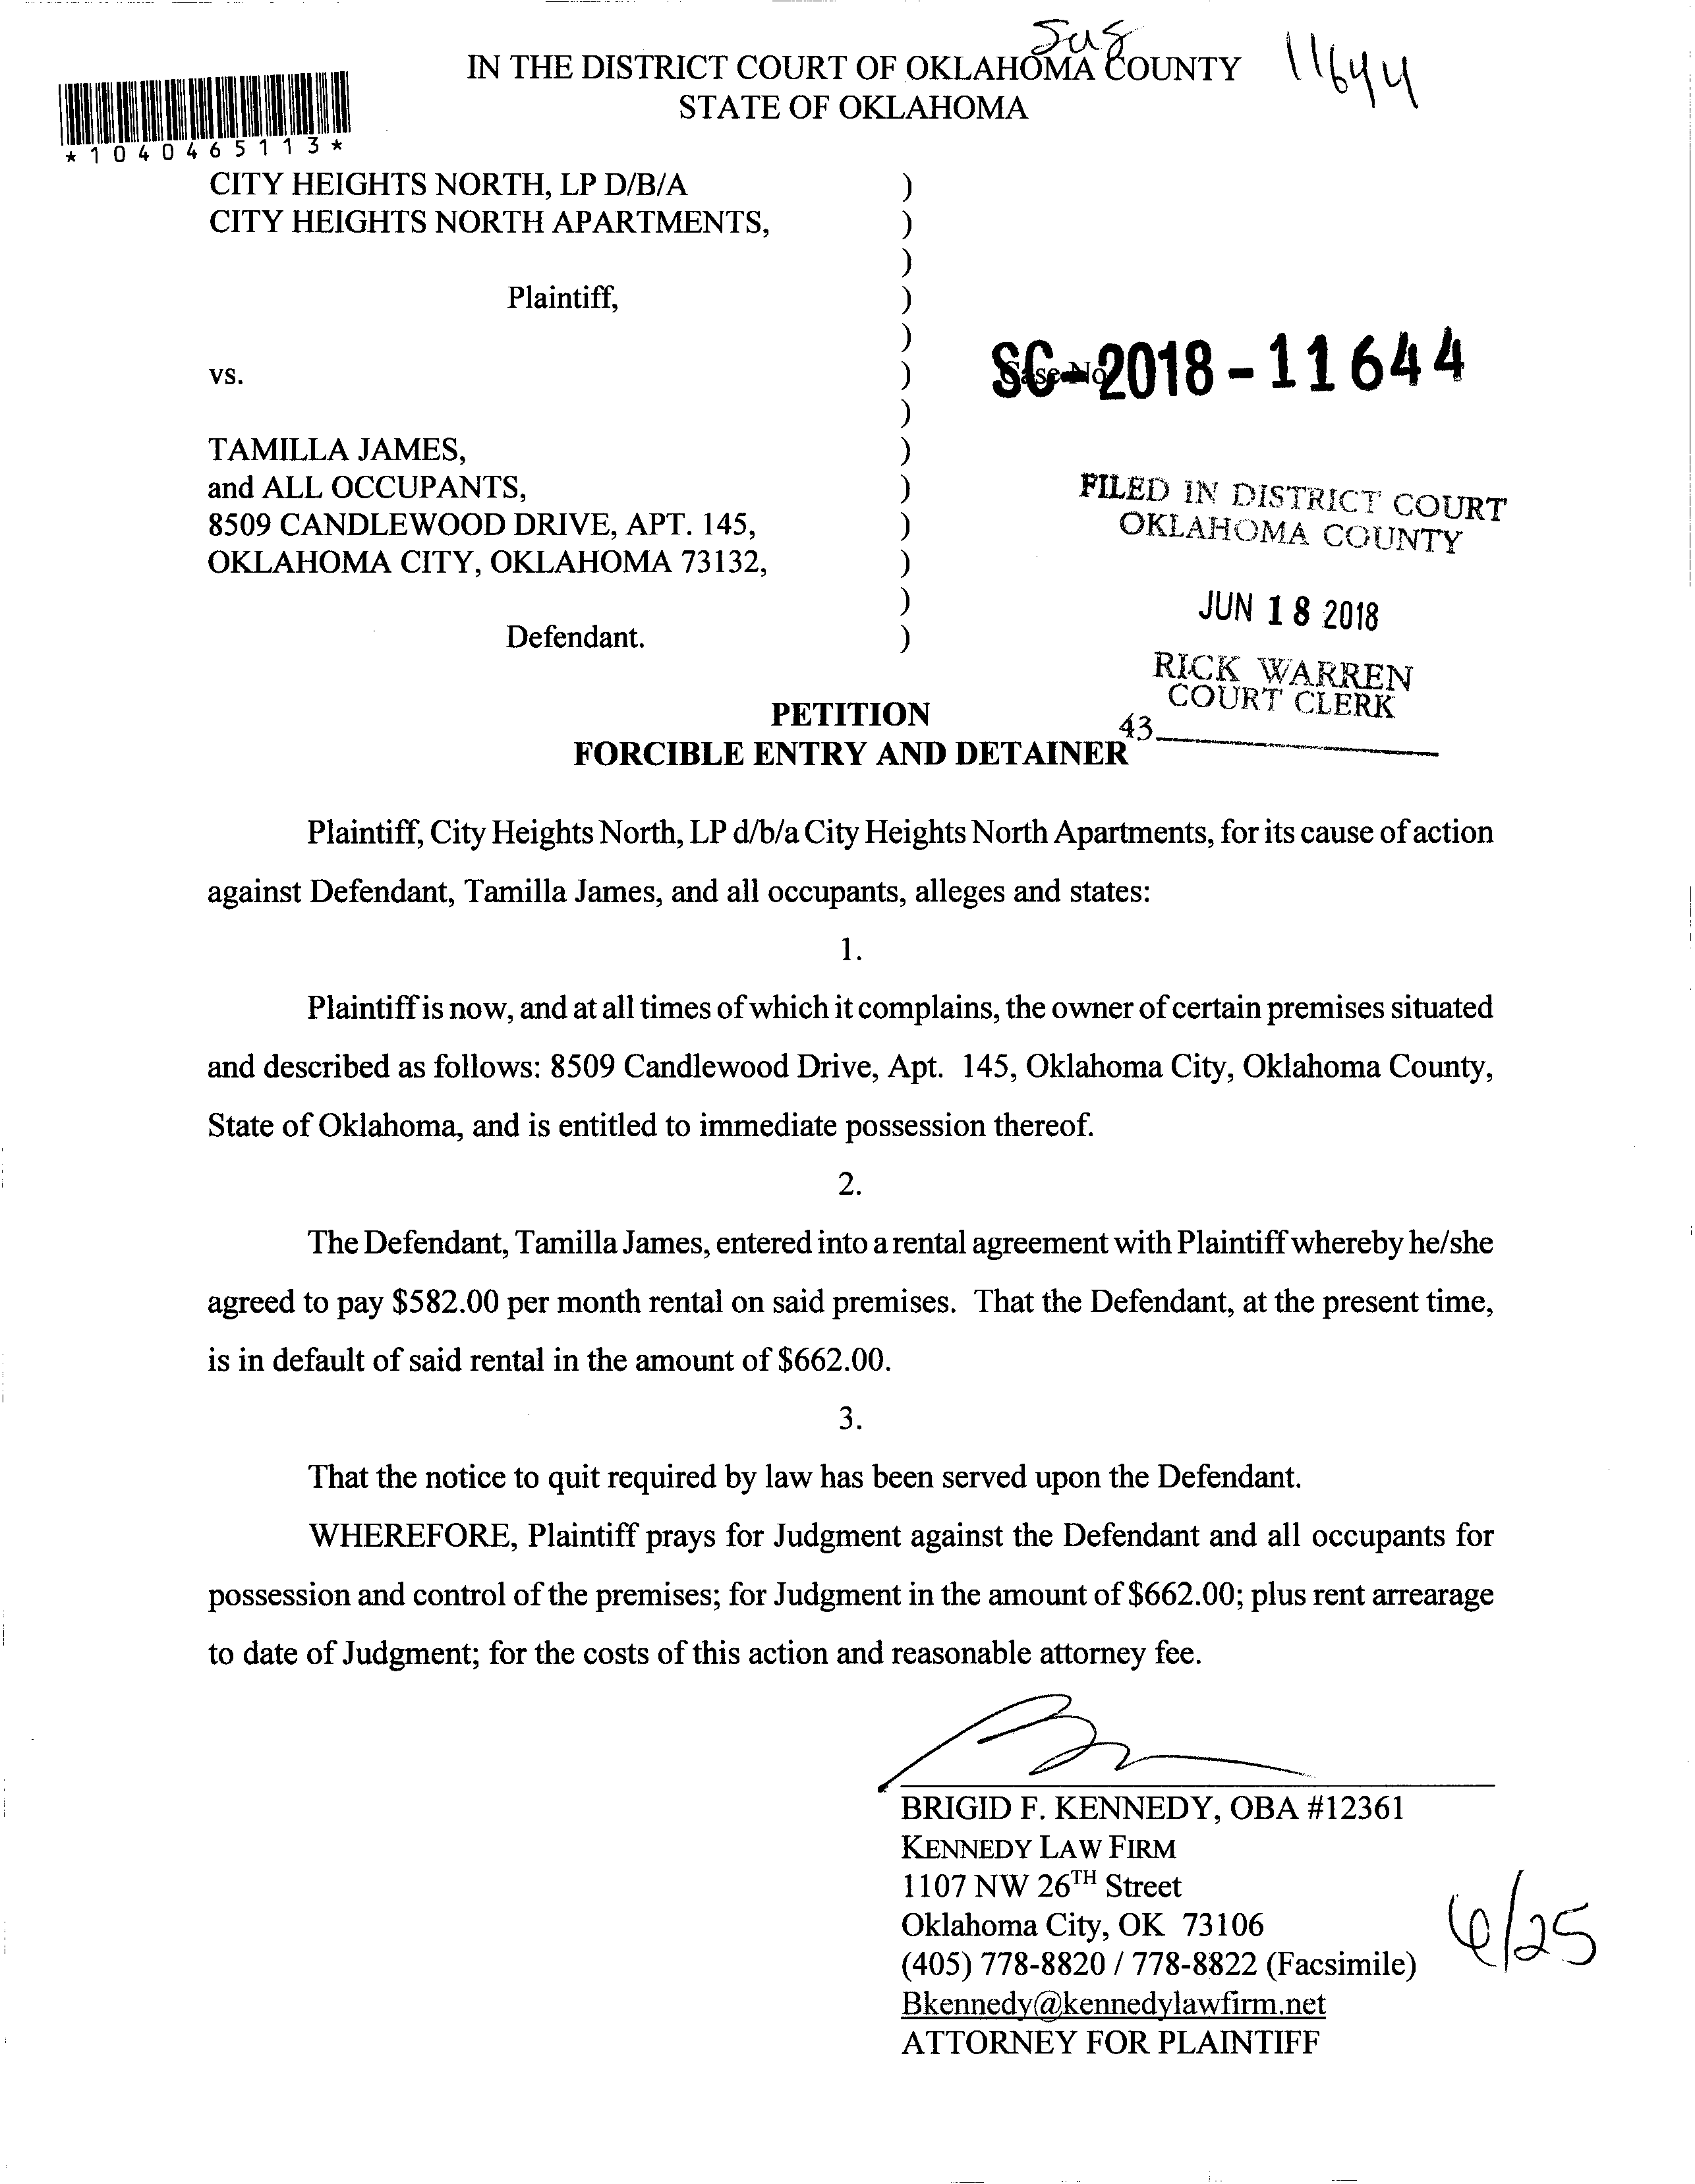 IN THE DISTRICT COURT OF OKLAHOMA COUNTY
11644
STATE OF OKLAHOMA
*1040465113*
CITY HEIGHTS NORTH, LP D/B/A )
CITY HEIGHTS NORTH APARTMENTS, )
)
Plaintiff, )
)
vs. ) Case No. SC-2018-11644
)
TAMILLA JAMES, )
and ALL OCCUPANTS, )
8509 CANDLEWOOD DRIVE, APT. 145, )
OKLAHOMA CITY, OKLAHOMA 73132, )
)
Defendant. )
FILED IN DISTRICT COURT
OKLAHOMA COUNTY
JUN 18 2018
RICK WARREN
COURT CLERK
43
PETITION
FORCIBLE ENTRY AND DETAINER
Plaintiff, City Heights North, LP d/b/a City Heights North Apartments, for its cause of action
against Defendant, Tamilla James, and all occupants, alleges and states:
1.
Plaintiff is now, and at all times of which it complains, the owner of certain premises situated
and described as follows: 8509 Candlewood Drive, Apt. 145, Oklahoma City, Oklahoma County,
State of Oklahoma, and is entitled to immediate possession thereof.
2.
The Defendant, Tamilla James, entered into a rental agreement with Plaintiff whereby he/she
agreed to pay $582.00 per month rental on said premises. That the Defendant, at the present time,
is in default of said rental in the amount of $662.00.
3.
That the notice to quit required by law has been served upon the Defendant.
WHEREFORE, Plaintiff prays for Judgment against the Defendant and all occupants for
possession and control of the premises; for Judgment in the amount of $662.00; plus rent arrearage
to date of Judgment; for the costs of this action and reasonable attorney fee.
BRIGID F. KENNEDY, OBA #12361
KENNEDY LAW FIRM
1107 NW 26TH Street
Oklahoma City, OK 73106
(405) 778-8820 / 778-8822 (Facsimile)
Bkennedy@kennedylawfirm.net
ATTORNEY FOR PLAINTIFF
6/25